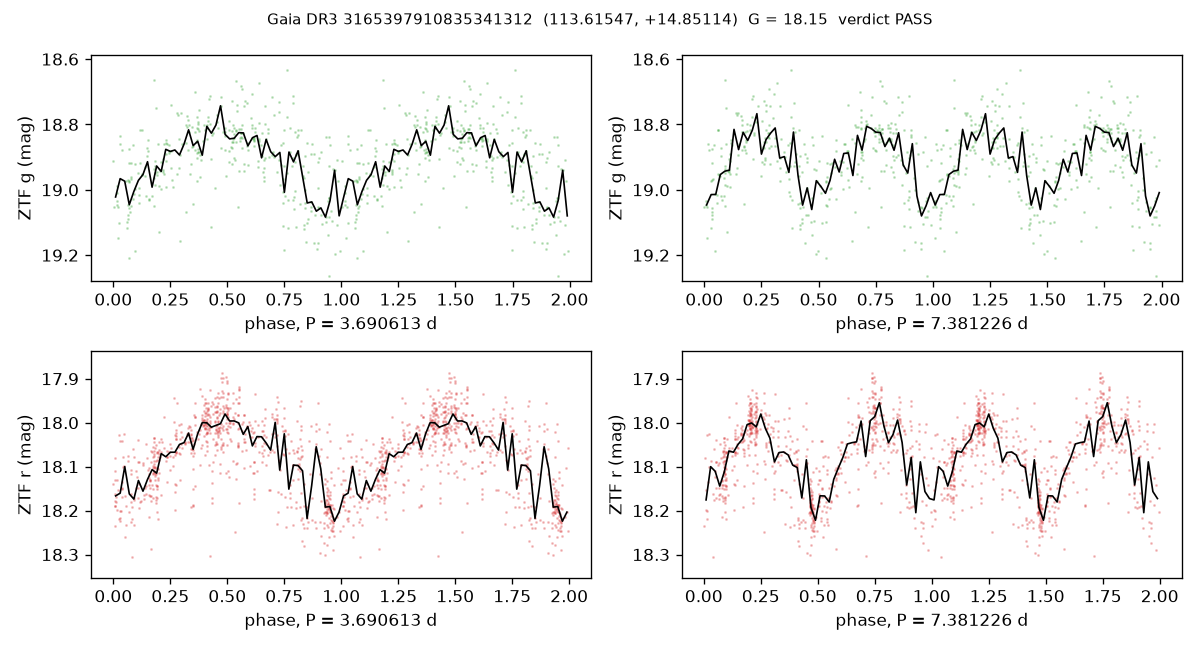 Gaia DR3 3165397910835341312 (113.61547, +14.85114) G = 18.15 verdict PASS
ZTF g (mag)
18.6
18.8
19.0
19.2
0.00 0.25 0.50 0.75 1.00 1.25 1.50 1.75 2.00
phase, P = 3.690613 d
ZTF g (mag)
18.6
18.8
19.0
19.2
0.00 0.25 0.50 0.75 1.00 1.25 1.50 1.75 2.00
phase, P = 7.381226 d
ZTF r (mag)
17.9
18.0
18.1
18.2
18.3
0.00 0.25 0.50 0.75 1.00 1.25 1.50 1.75 2.00
phase, P = 3.690613 d
ZTF r (mag)
17.9
18.0
18.1
18.2
18.3
0.00 0.25 0.50 0.75 1.00 1.25 1.50 1.75 2.00
phase, P = 7.381226 d